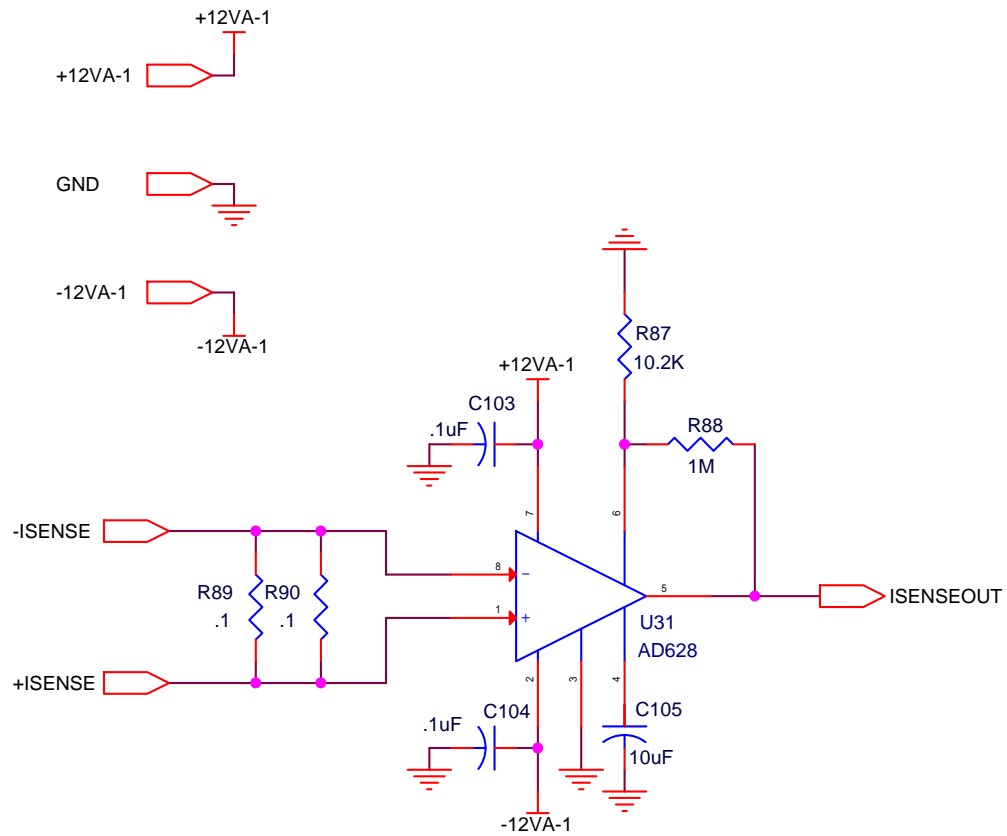 +12VA-1
+12VA-1
GND
-12VA-1
-12VA-1
R87
10.2K
+12VA-1
C103
.1uF
R88
1M
7
6
-ISENSE
8
−
R89
R90
.1
.1
1
+
5
ISENSEOUT
U31
AD628
+ISENSE
2
3
4
C104
.1uF
C105
10uF
-12VA-1